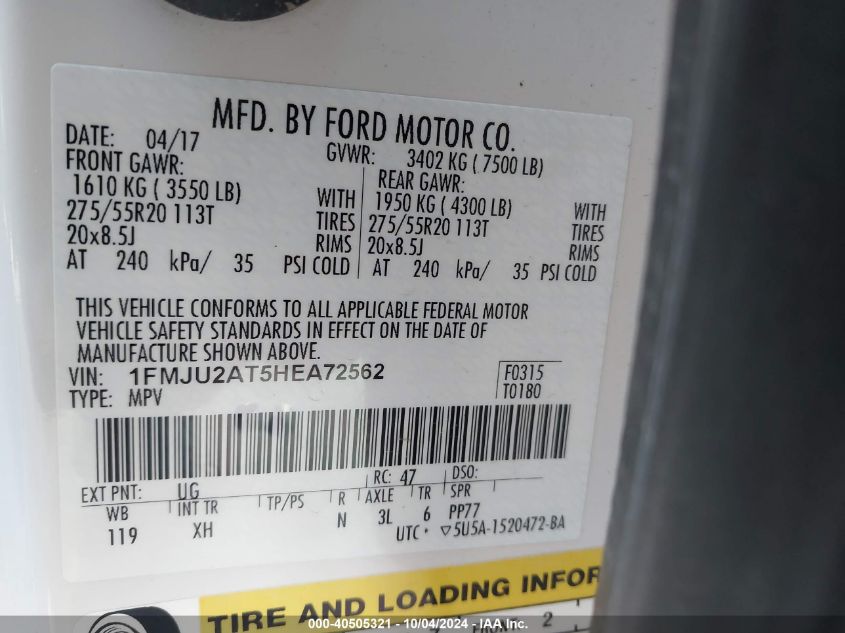 MFD. BY FORD MOTOR CO.
DATE: 04/17 GVWR: 3402 KG ( 7500 LB)
FRONT GAWR: REAR GAWR:
1610 KG ( 3550 LB) WITH 1950 KG ( 4300 LB) WITH
275/55R20 113T TIRES 275/55R20 113T TIRES
20x8.5J RIMS 20x8.5J RIMS
AT 240 kPa/ 35 PSI COLD AT 240 kPa/ 35 PSI COLD
THIS VEHICLE CONFORMS TO ALL APPLICABLE FEDERAL MOTOR
VEHICLE SAFETY STANDARDS IN EFFECT ON THE DATE OF
MANUFACTURE SHOWN ABOVE.
VIN: 1FMJU2AT5HEA72562 F0315
TYPE: MPV T0180
EXT PNT: UG RC: 47 DSO:
WB INT TR TP/PS R AXLE TR SPR
119 XH N 3L 6 PP77
UTC ▽5U5A-1520472-BA
TIRE AND LOADING INFOR
2
000-40505321 - 10/04/2024 - IAA, Inc.